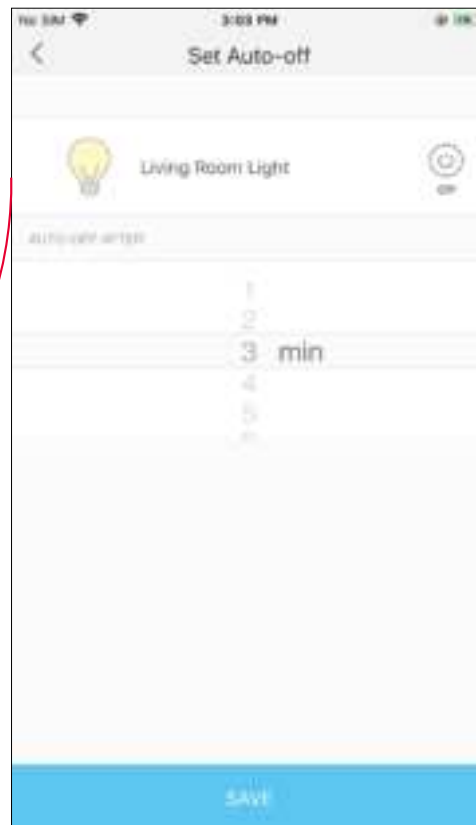 No SIM 3:03 PM
Set Auto-off
Living Room Light
AUTO-OFF AFTER
1
2
3 min
4
5
6
SAVE